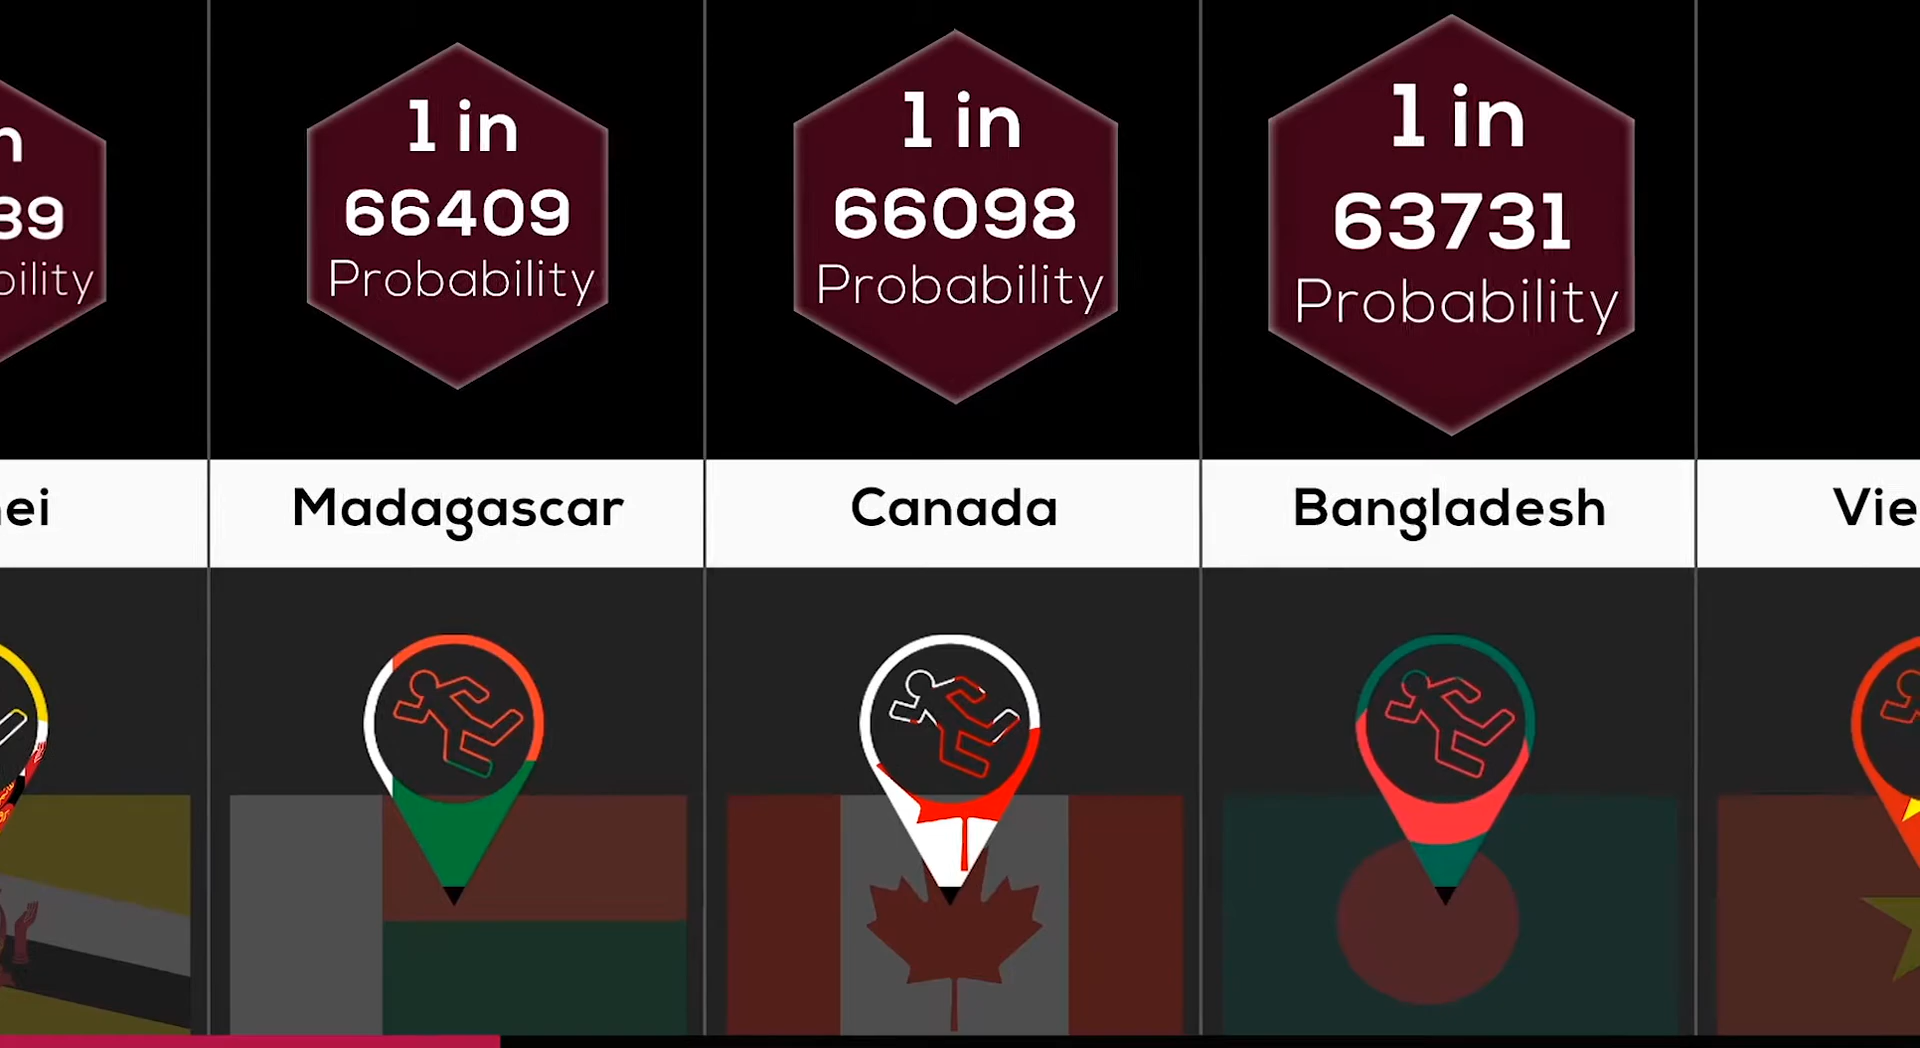 1 in
66409
Probability
Madagascar
1 in
66098
Probability
Canada
1 in
63731
Probability
Bangladesh